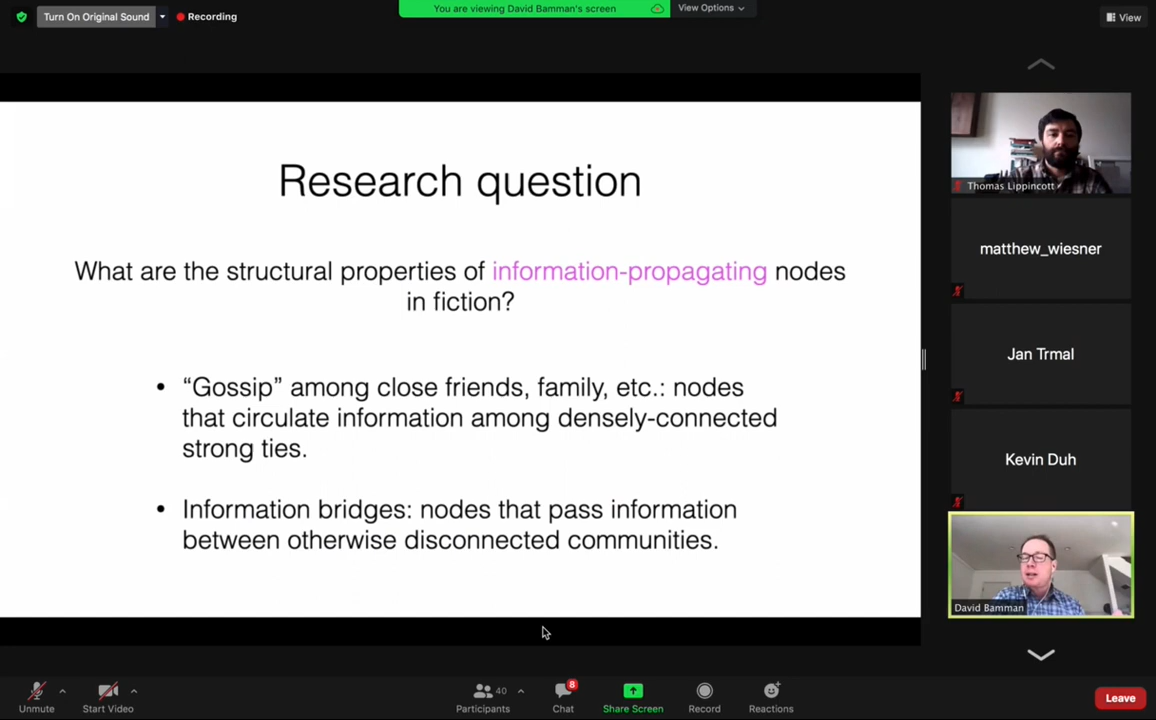 Turn On Original Sound
Recording
You are viewing David Bamman's screen
View Options
View
Research question
What are the structural properties of information-propagating nodes
in fiction?
• “Gossip” among close friends, family, etc.: nodes
that circulate information among densely-connected
strong ties.
• Information bridges: nodes that pass information
between otherwise disconnected communities.
Thomas Lippincott
matthew_wiesner
Jan Trmal
Kevin Duh
David Bamman
Unmute
Start Video
40
Participants
8
Chat
Share Screen
Record
Reactions
Leave